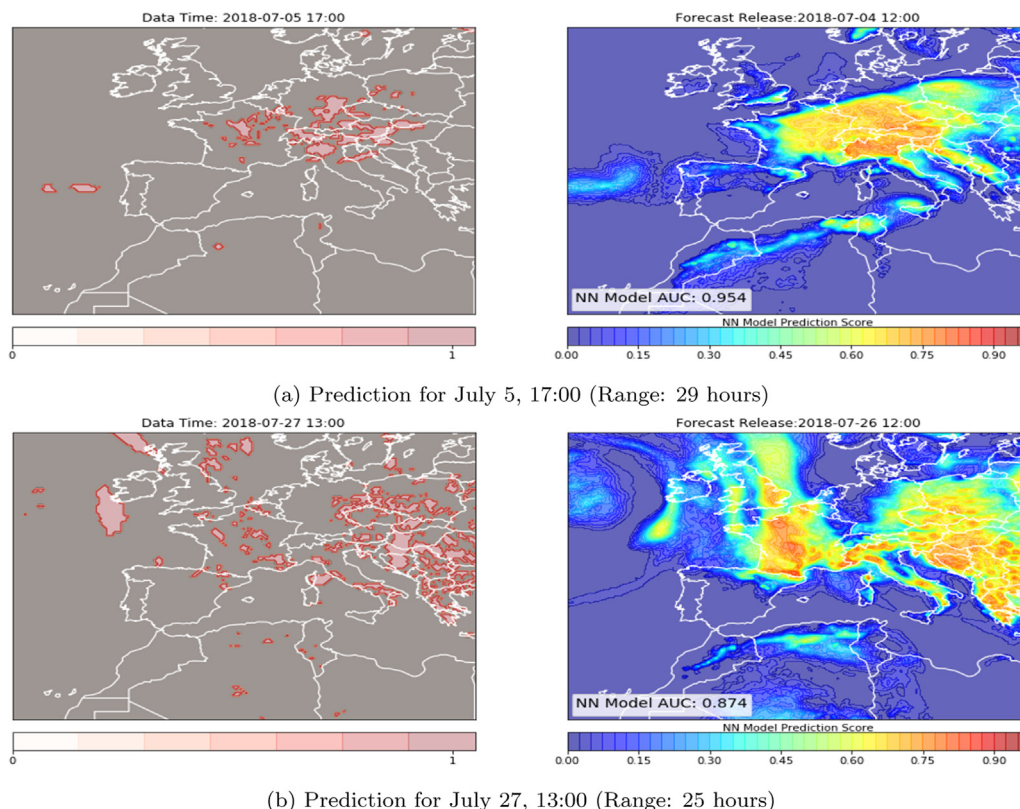 Data Time: 2018-07-05 17:00
Forecast Release:2018-07-04 12:00
NN Model AUC: 0.954
NN Model Prediction Score
0 1
0.00 0.15 0.30 0.45 0.60 0.75 0.90
(a) Prediction for July 5, 17:00 (Range: 29 hours)
Data Time: 2018-07-27 13:00
Forecast Release:2018-07-26 12:00
NN Model AUC: 0.874
NN Model Prediction Score
0 1
0.00 0.15 0.30 0.45 0.60 0.75 0.90
(b) Prediction for July 27, 13:00 (Range: 25 hours)